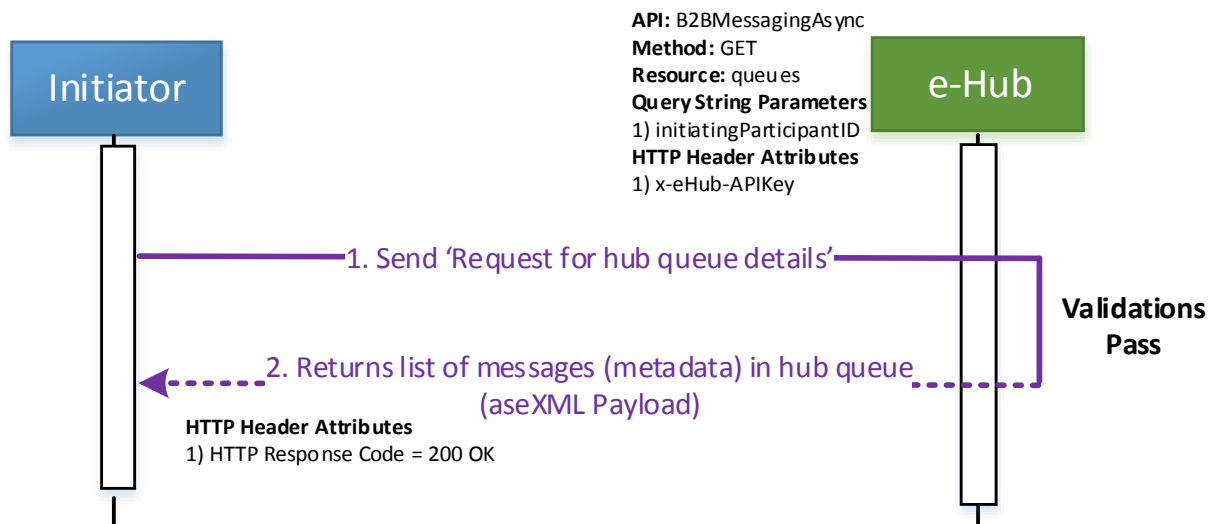 API: B2BMessagingAsync
Method: GET
Resource: queues
Query String Parameters
1) initiatingParticipantID
HTTP Header Attributes
1) x-eHub-APIKey
Initiator
e-Hub
1. Send ‘Request for hub queue details’
Validations
Pass
2. Returns list of messages (metadata) in hub queue
(aseXML Payload)
HTTP Header Attributes
1) HTTP Response Code = 200 OK